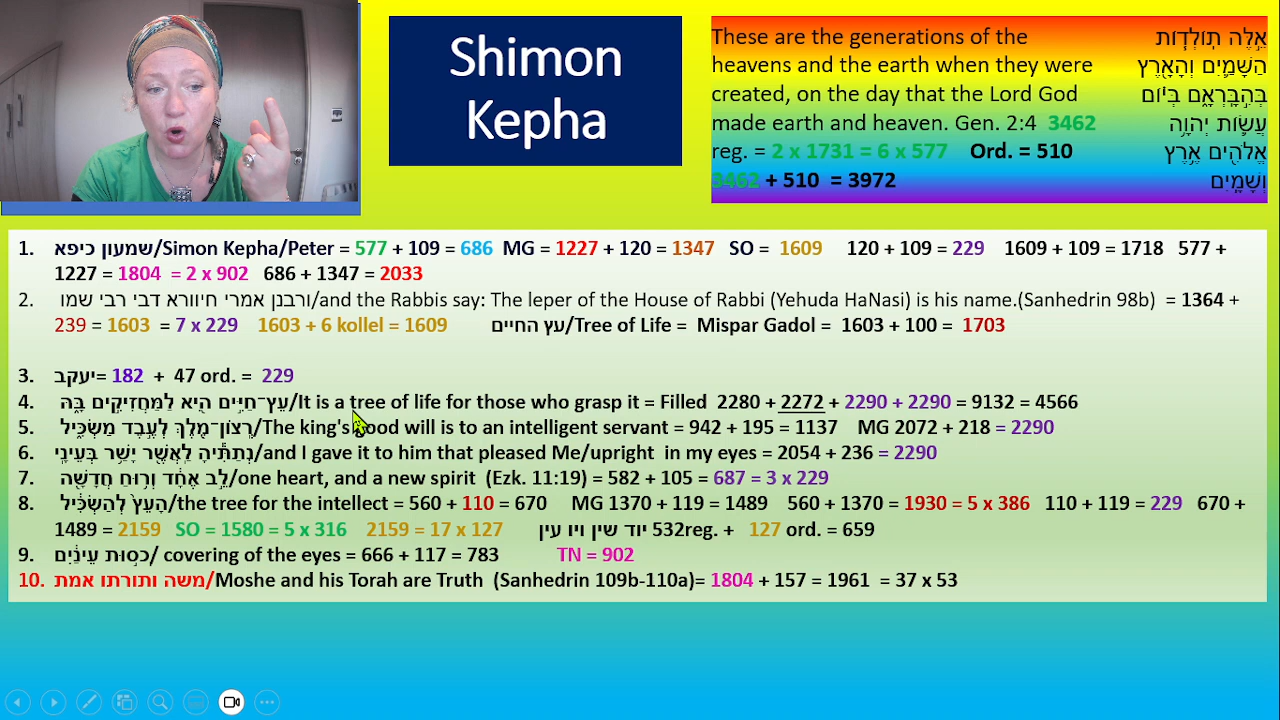 Shimon
Kepha
These are the generations of the
heavens and the earth when they were
created, on the day that the Lord God
made earth and heaven. Gen. 2:4 3462
reg. = 2 x 1731 = 6 x 577 Ord. = 510
3462 + 510 = 3972
אֵ֣לֶּה תוֹלְד֧וֹת
הַשָּׁמַ֛יִם וְהָאָ֖רֶץ
בְּהִבָּֽרְאָ֑ם בְּי֗וֹם
עֲשׂ֛וֹת יְהוָ֥ה
אֱלֹהִ֖ים אֶ֥רֶץ
וְשָׁמָֽיִם
1. שמעון כיפא/Simon Kepha/Peter = 577 + 109 = 686 MG = 1227 + 120 = 1347 SO = 1609 120 + 109 = 229 1609 + 109 = 1718 577 +
1227 = 1804 = 2 x 902 686 + 1347 = 2033
2. ורבנן אמרי חיוורא דבי רבי שמו/and the Rabbis say: The leper of the House of Rabbi (Yehuda HaNasi) is his name.(Sanhedrin 98b) = 1364 +
239 = 1603 = 7 x 229 1603 + 6 kollel = 1609 עץ החיים/Tree of Life = Mispar Gadol = 1603 + 100 = 1703
3. יעקב= 182 + 47 ord. = 229
4. עֵץ־חַיִּ֣ים הִ֭יא לַמַּחֲזִיקִ֣ים בָּ֑הּ/It is a tree of life for those who grasp it = Filled 2280 + 2272 + 2290 + 2290 = 9132 = 4566
5. רְֽצוֹן־מֶ֭לֶךְ לְעֶ֣בֶד מַשְׂכִּ֑יל/The king's good will is to an intelligent servant = 942 + 195 = 1137 MG 2072 + 218 = 2290
6. נְתַתִּ֕יהָ לַֽאֲשֶׁ֥ר יָשַׁ֖ר בְּעֵינָֽי/and I gave it to him that pleased Me/upright in my eyes = 2054 + 236 = 2290
7. לֵ֣ב אֶחָ֔ד וְר֥וּחַ חֲדָשָׁ֖ה/one heart, and a new spirit (Ezk. 11:19) = 582 + 105 = 687 = 3 x 229
8. הָעֵץ֙ לְהַשְׂכִּ֔יל/the tree for the intellect = 560 + 110 = 670 MG 1370 + 119 = 1489 560 + 1370 = 1930 = 5 x 386 110 + 119 = 229 670 +
1489 = 2159 SO = 1580 = 5 x 316 2159 = 17 x 127 יוד שין ויו עין 532reg. + 127 ord. = 659
9. כְּס֣וּת עֵינַ֔יִם/ covering of the eyes = 666 + 117 = 783 TN = 902
10. משה ותורתו אמת/Moshe and his Torah are Truth (Sanhedrin 109b-110a)= 1804 + 157 = 1961 = 37 x 53